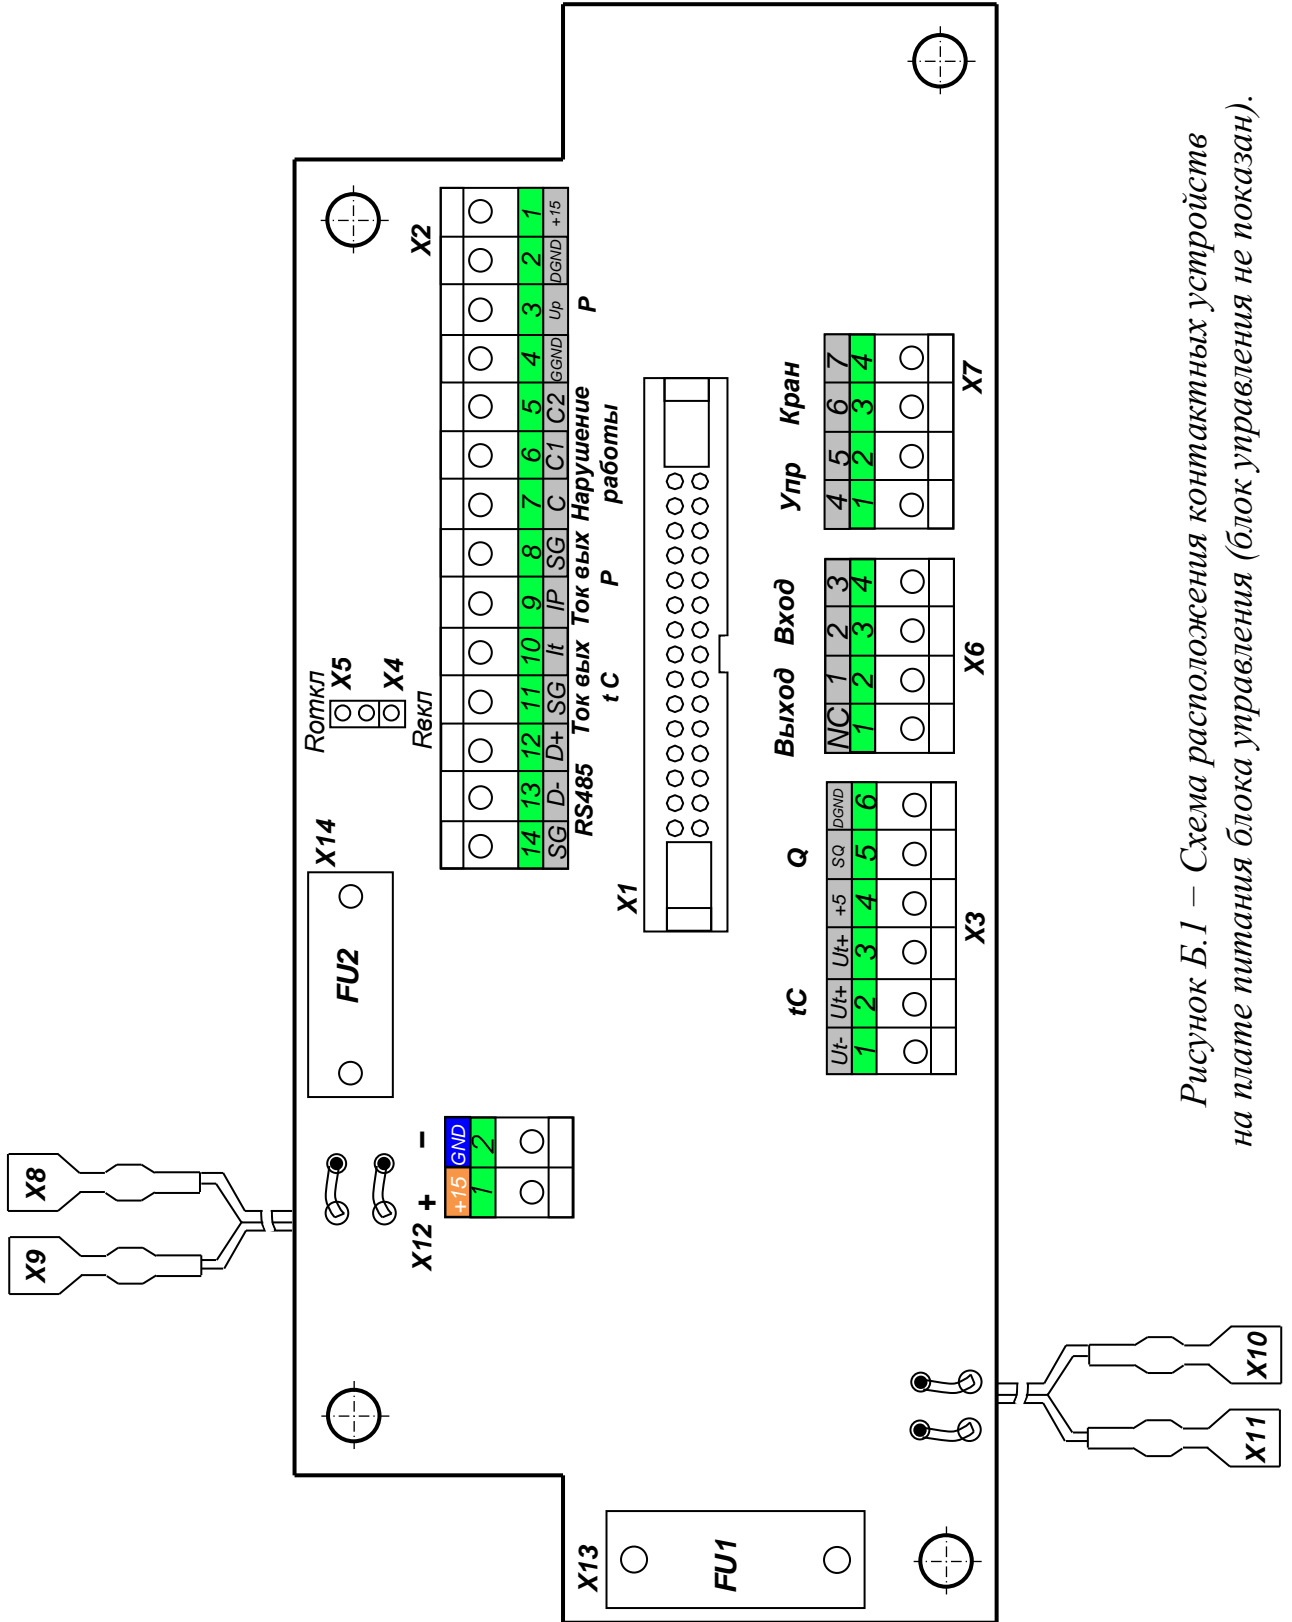 X13
FU1
X9
X8
X11
X10
X12 + −
+15 GND
1 2
X14
FU2
Rоткл
X5
X4
Rвкл
X2
14 13 12 11 10 9 8 7 6 5 4 3 2 1
SG D- D+ SG It IP SG C C1 C2 GGND Up DGND +15
RS485 Ток вых Ток вых Нарушение P
t C P работы
X1
tC Q
Ut- Ut+ Ut+ +5 SQ DGND
1 2 3 4 5 6
X3
Выход Вход
NC 1 2 3
1 2 3 4
X6
Упр Кран
4 5 6 7
1 2 3 4
X7
Рисунок Б.1 – Схема расположения контактных устройств
на плате питания блока управления (блок управления не показан).